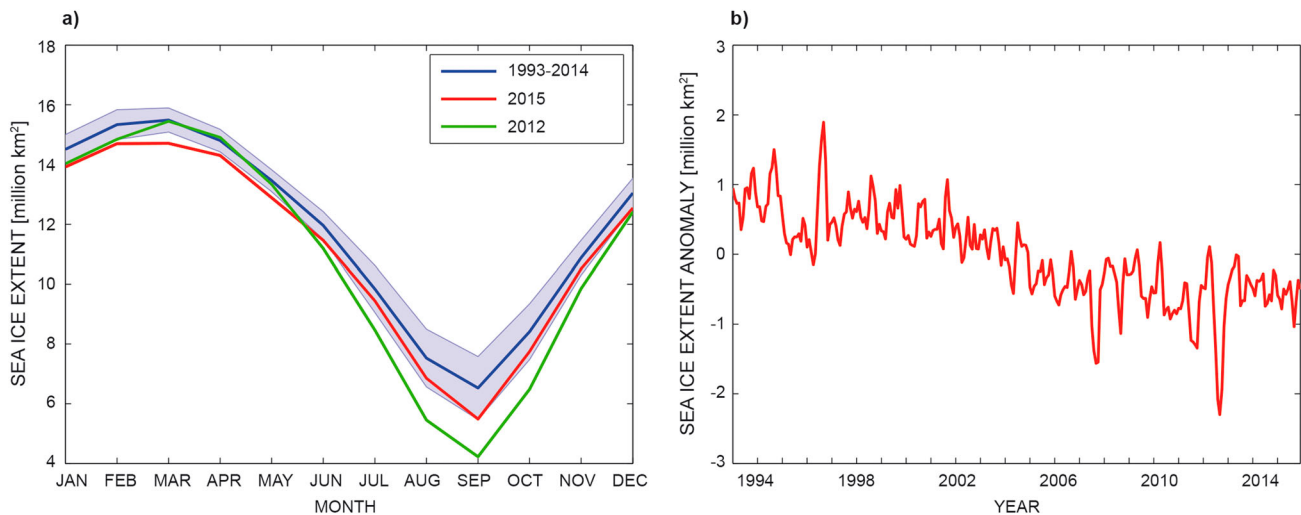 a)
SEA ICE EXTENT [million km²]
18
16
14
12
10
8
6
4
1993-2014
2015
2012
JAN FEB MAR APR MAY JUN JUL AUG SEP OCT NOV DEC
MONTH
b)
SEA ICE EXTENT ANOMALY [million km²]
3
2
1
0
-1
-2
-3
1994 1998 2002 2006 2010 2014
YEAR